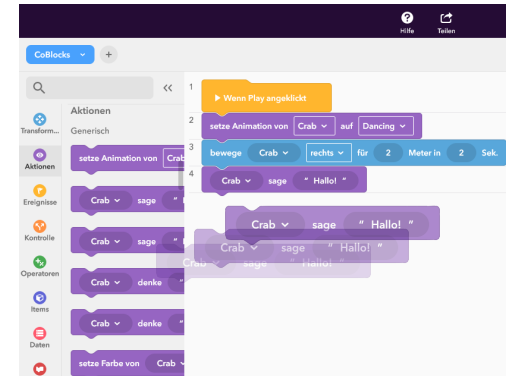 Hilfe
Teilen
CoBlocks
+
Aktionen
Generisch
Transform...
Aktionen
Ereignisse
Kontrolle
Operatoren
Items
Daten
setze Animation von Crab
Crab sage "
Crab sage "
Crab denke "
Crab denke "
setze Farbe von Crab
1 Wenn Play angeklickt
2 setze Animation von Crab auf Dancing
3 bewege Crab rechts für 2 Meter in 2 Sek.
4 Crab sage " Hallo! "
Crab sage " Hallo! "
Crab sage " Hallo! "
Crab sage " Hallo! "